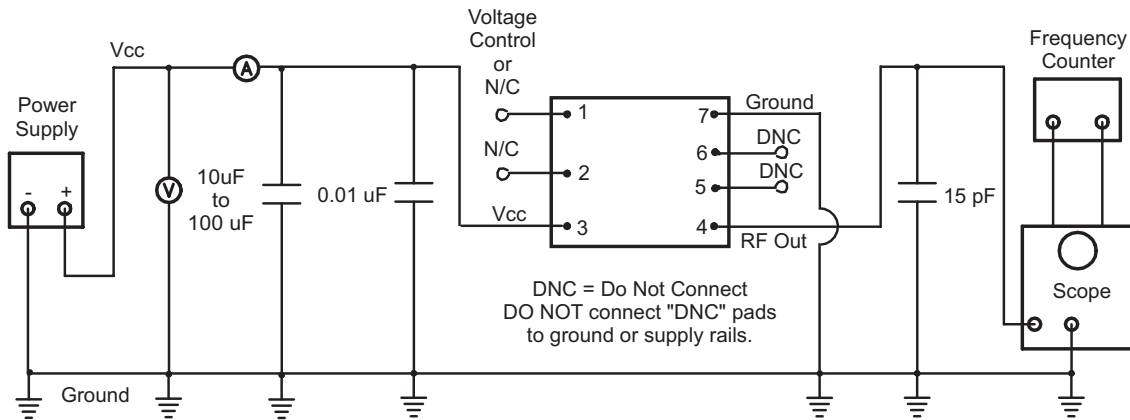 Voltage
Control
or
N/C
Vcc
A
Power
Supply
- +
V
10uF
to
100 uF
0.01 uF
N/C
Vcc
1
2
3
7
6
5
4
Ground
DNC
DNC
RF Out
15 pF
Frequency
Counter
Scope
DNC = Do Not Connect
DO NOT connect "DNC" pads
to ground or supply rails.
Ground